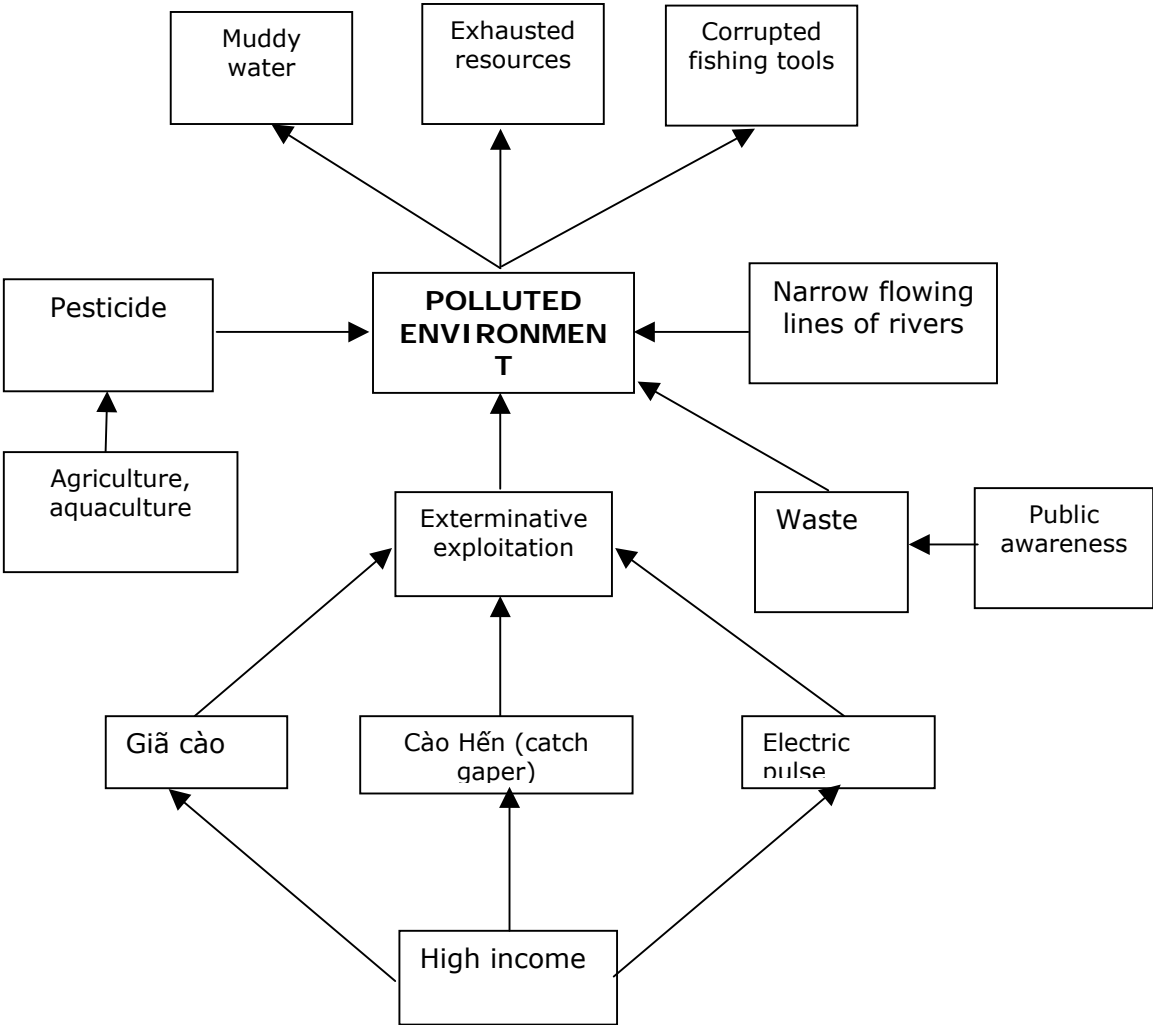 Muddy
water
Exhausted
resources
Corrupted
fishing tools
Pesticide
POLLUTED
ENVIRONMEN
T
Narrow flowing
lines of rivers
Agriculture,
aquaculture
Exterminative
exploitation
Waste
Public
awareness
Giã cào
Cào Hến (catch
gaper)
Electric
pulse
High income